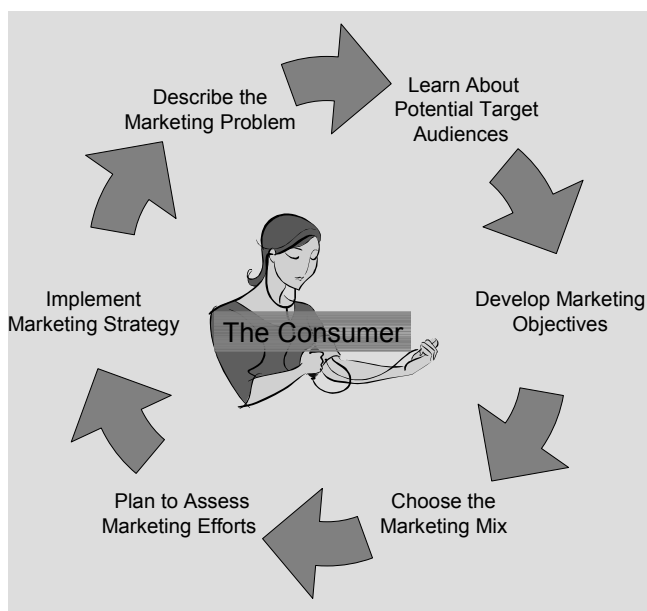 Describe the
Marketing Problem
Learn About
Potential Target
Audiences
Develop Marketing
Objectives
Choose the
Marketing Mix
Plan to Assess
Marketing Efforts
Implement
Marketing Strategy
The Consumer